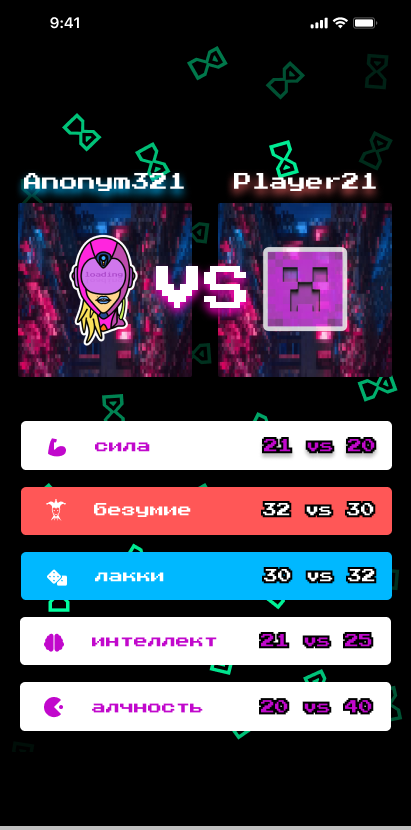 9:41
Anonym321 Player21
loading
vs
сила 21 vs 20
безумие 32 vs 30
лакки 30 vs 32
интеллект 21 vs 25
алчность 20 vs 40